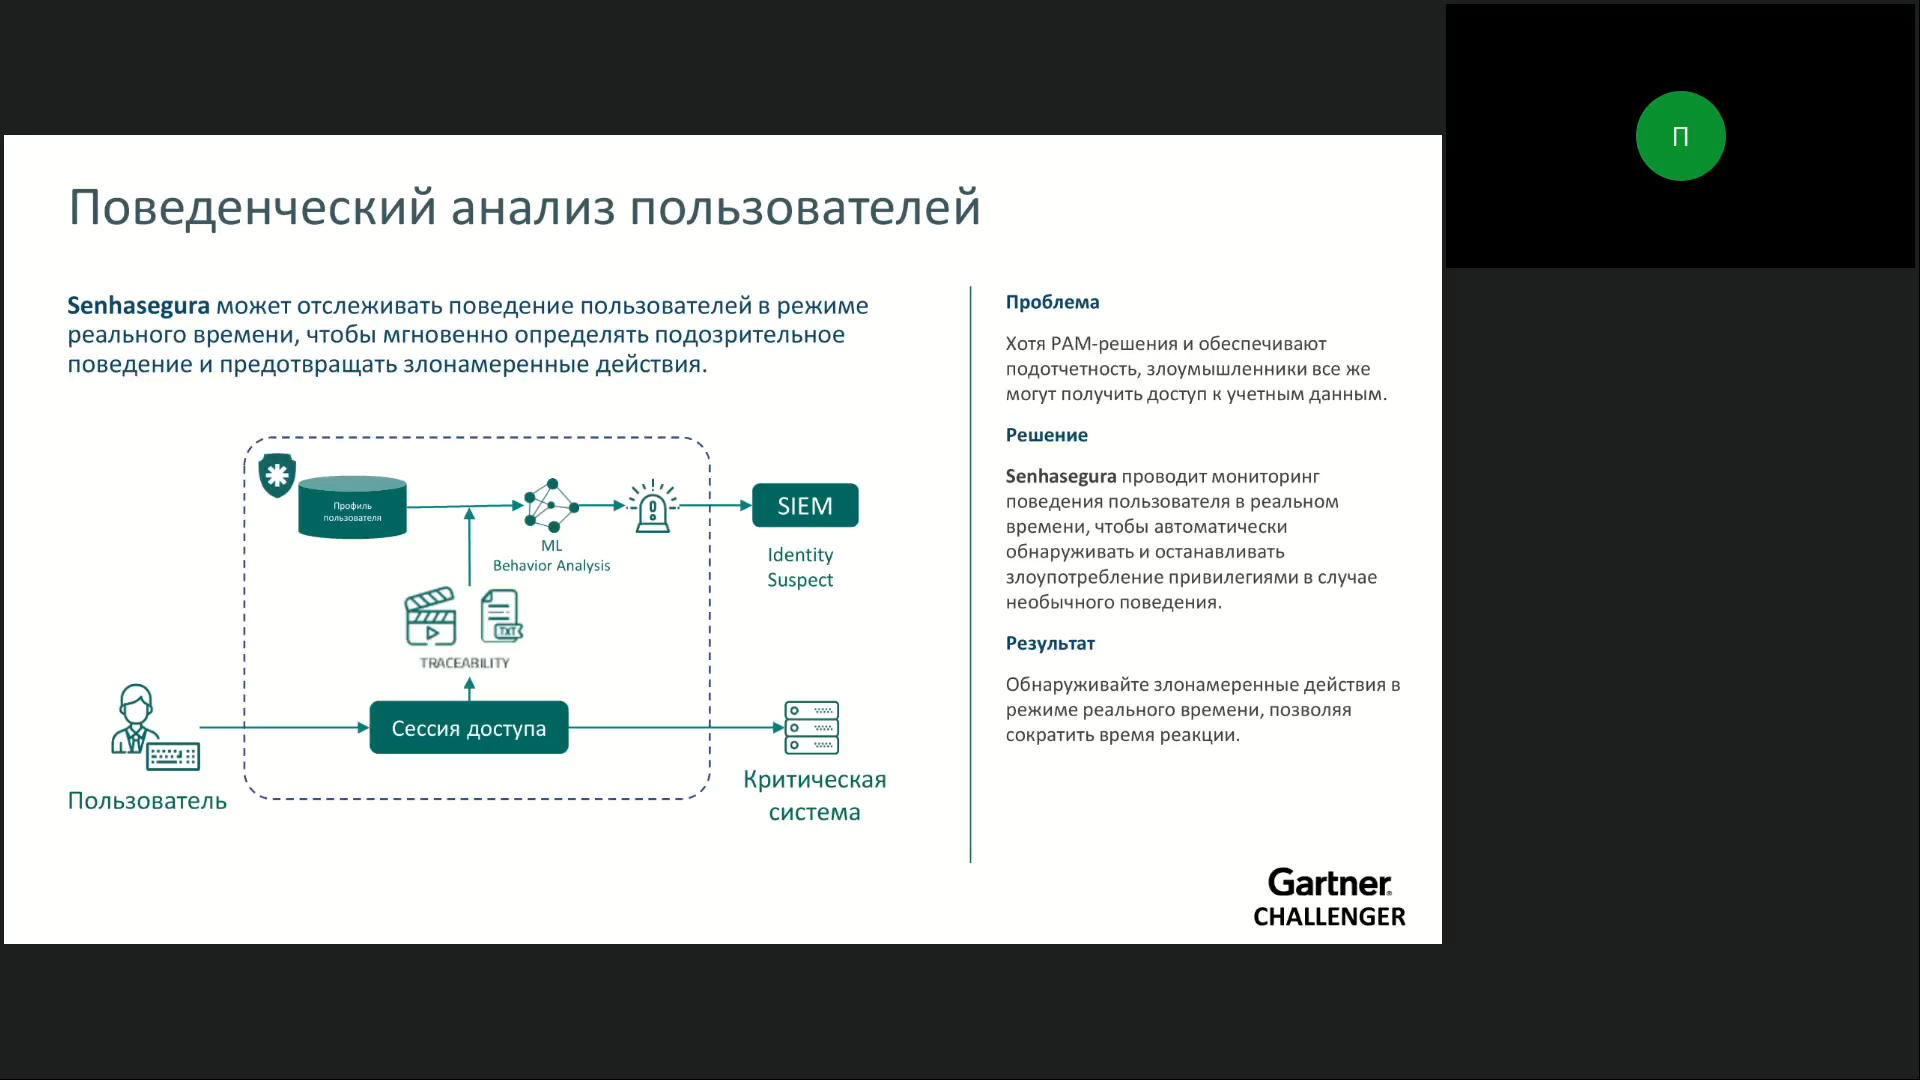 П
Поведенческий анализ пользователей
Senhasegura может отслеживать поведение пользователей в режиме
реального времени, чтобы мгновенно определять подозрительное
поведение и предотвращать злонамеренные действия.
Профиль
пользователя
ML
Behavior Analysis
SIEM
Identity
Suspect
TXT
TRACEABILITY
Сессия доступа
Пользователь
Критическая
система
Проблема
Хотя PAM-решения и обеспечивают
подотчетность, злоумышленники все же
могут получить доступ к учетным данным.
Решение
Senhasegura проводит мониторинг
поведения пользователя в реальном
времени, чтобы автоматически
обнаруживать и останавливать
злоупотребление привилегиями в случае
необычного поведения.
Результат
Обнаруживайте злонамеренные действия в
режиме реального времени, позволяя
сократить время реакции.
Gartner®
CHALLENGER